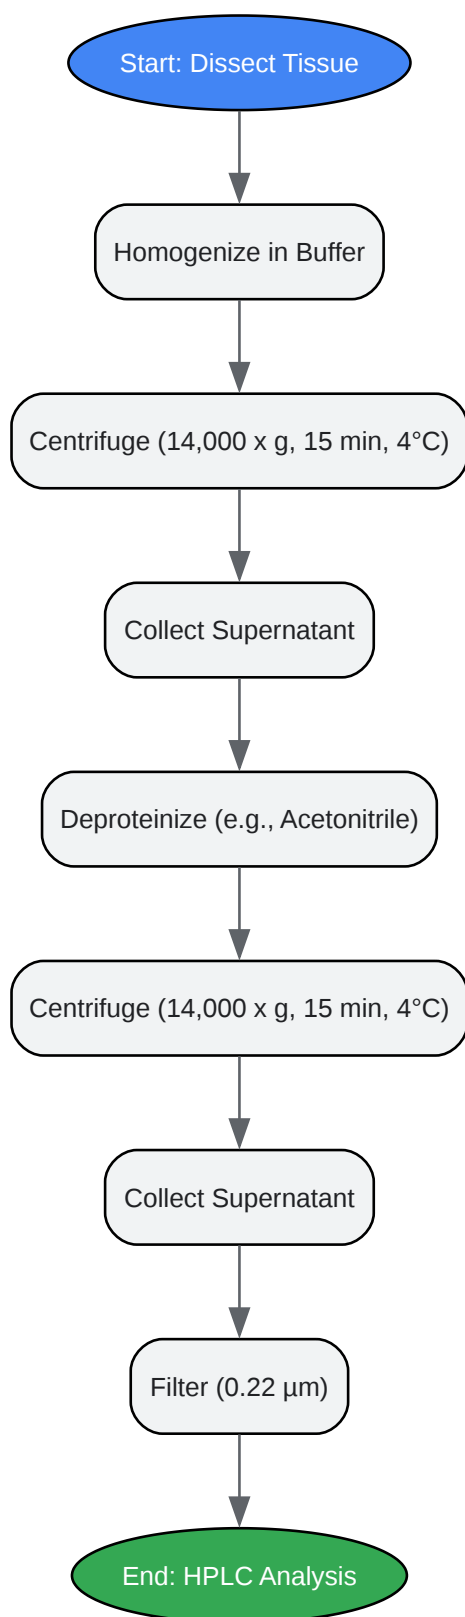 Start: Dissect Tissue
Homogenize in Buffer
Centrifuge (14,000 x g, 15 min, 4°C)
Collect Supernatant
Deproteinize (e.g., Acetonitrile)
Centrifuge (14,000 x g, 15 min, 4°C)
Collect Supernatant
Filter (0.22 µm)
End: HPLC Analysis